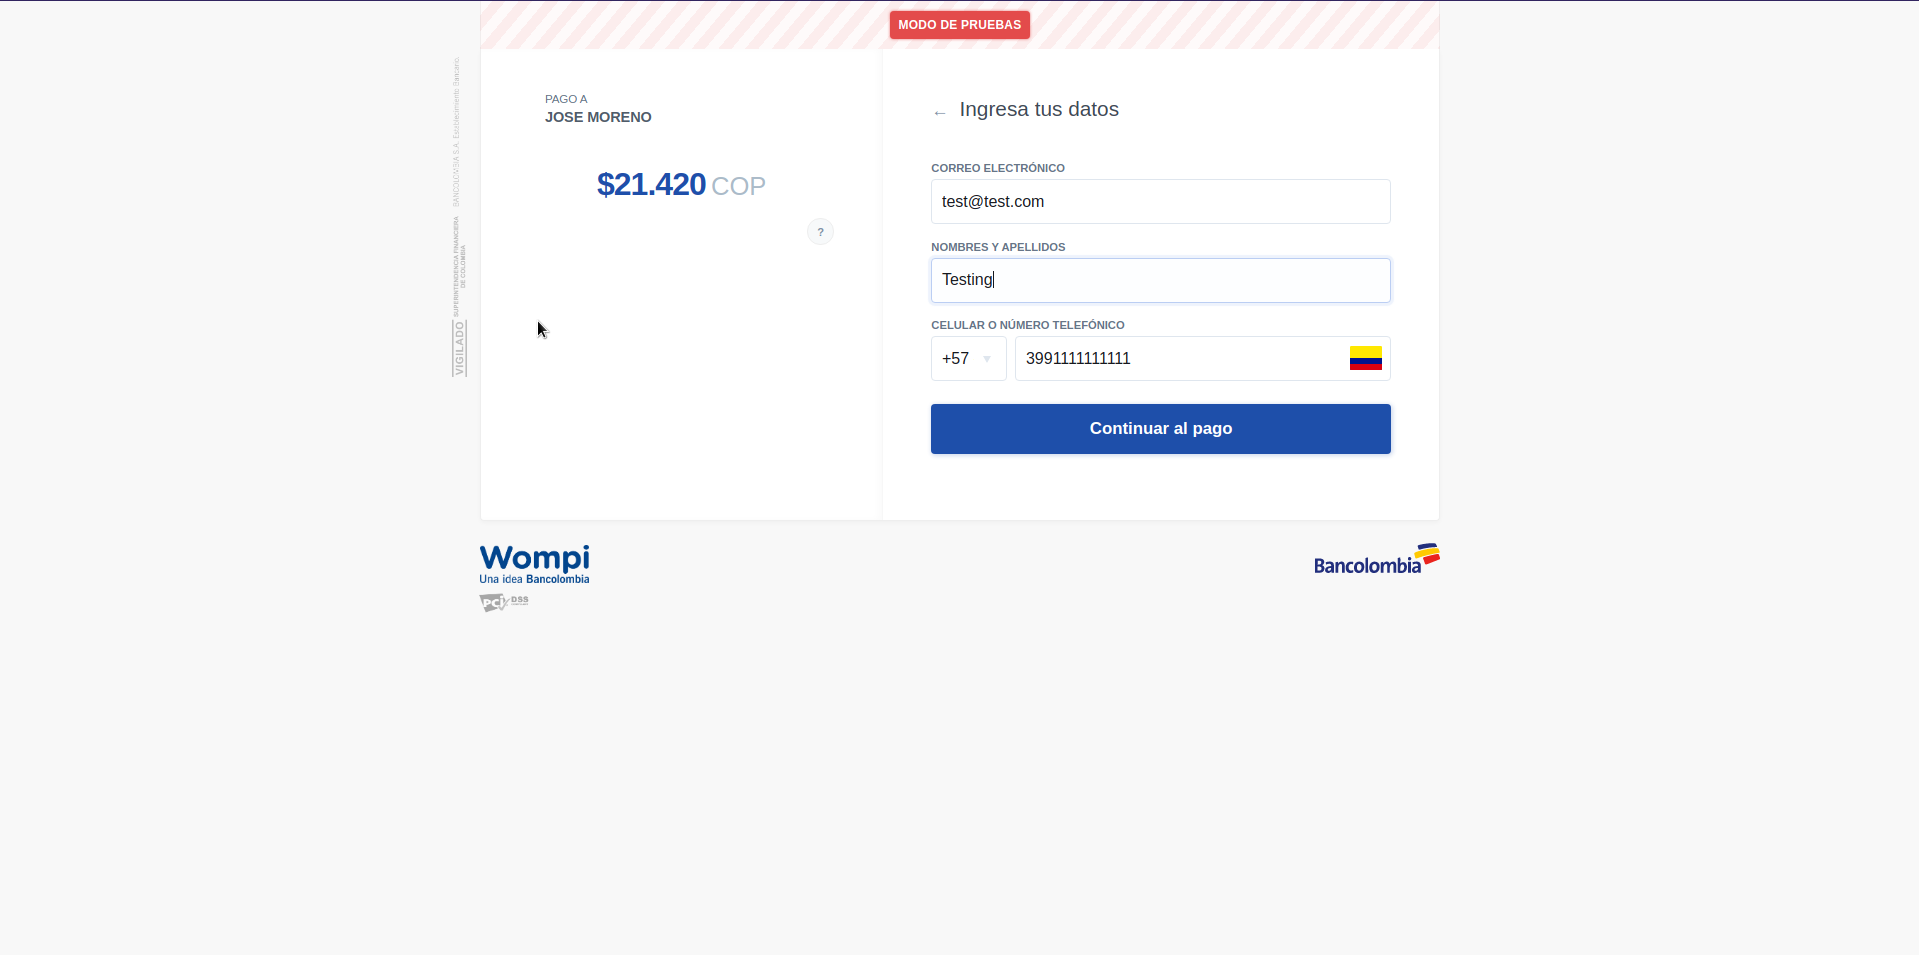 MODO DE PRUEBAS
BANCOLOMBIA S.A. Establecimiento Bancario.
SUPERINTENDENCIA FINANCIERA
DE COLOMBIA
VIGILADO
PAGO A
JOSE MORENO
$21.420 COP
?
← Ingresa tus datos
CORREO ELECTRÓNICO
test@test.com
NOMBRES Y APELLIDOS
Testing
CELULAR O NÚMERO TELEFÓNICO
+57
3991111111111
Continuar al pago
Wompi
Una idea Bancolombia
PCI DSS
Bancolombia